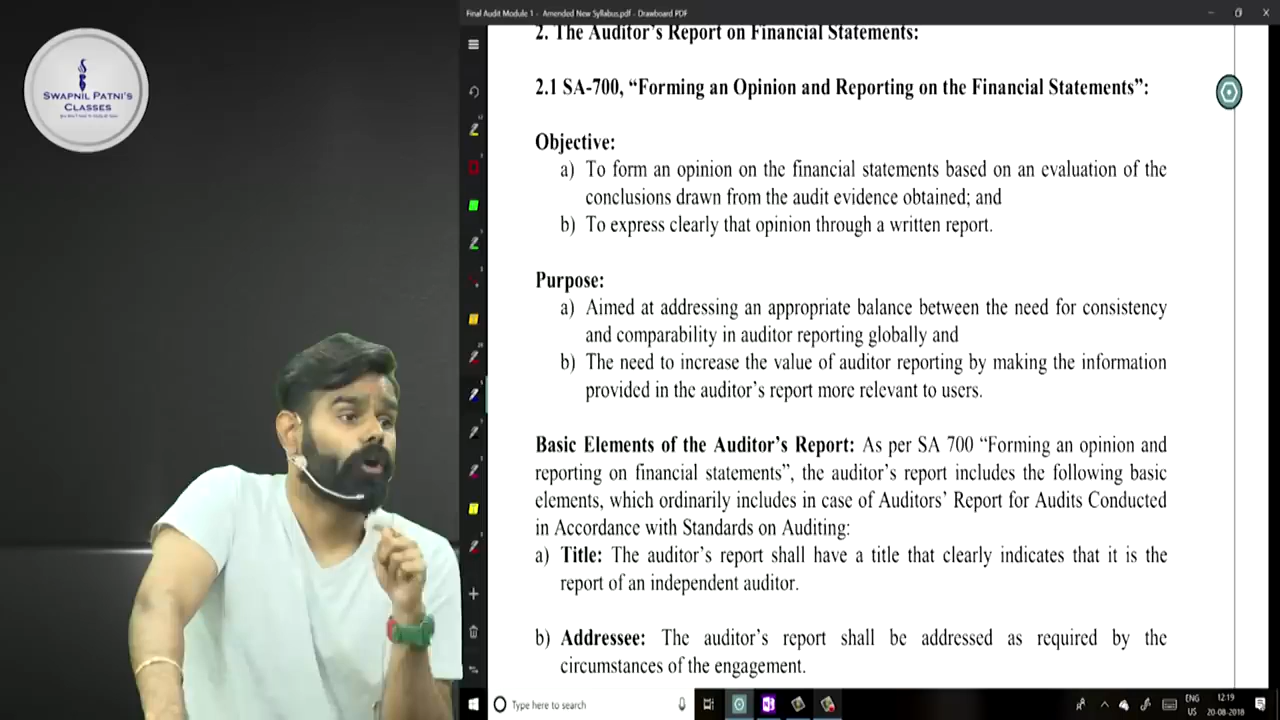 Final Audit Module 1 - Amended New Syllabus.pdf - Drawboard PDF
SWAPNIL PATNI'S
CLASSES
2. The Auditor's Report on Financial Statements:
2.1 SA-700, “Forming an Opinion and Reporting on the Financial Statements”:
Objective:
a) To form an opinion on the financial statements based on an evaluation of the
conclusions drawn from the audit evidence obtained; and
b) To express clearly that opinion through a written report.
Purpose:
a) Aimed at addressing an appropriate balance between the need for consistency
and comparability in auditor reporting globally and
b) The need to increase the value of auditor reporting by making the information
provided in the auditor's report more relevant to users.
Basic Elements of the Auditor's Report: As per SA 700 “Forming an opinion and
reporting on financial statements”, the auditor's report includes the following basic
elements, which ordinarily includes in case of Auditors' Report for Audits Conducted
in Accordance with Standards on Auditing:
a) Title: The auditor's report shall have a title that clearly indicates that it is the
report of an independent auditor.
b) Addressee: The auditor's report shall be addressed as required by the
circumstances of the engagement.
Type here to search
ENG
US
12:19
20-08-2018